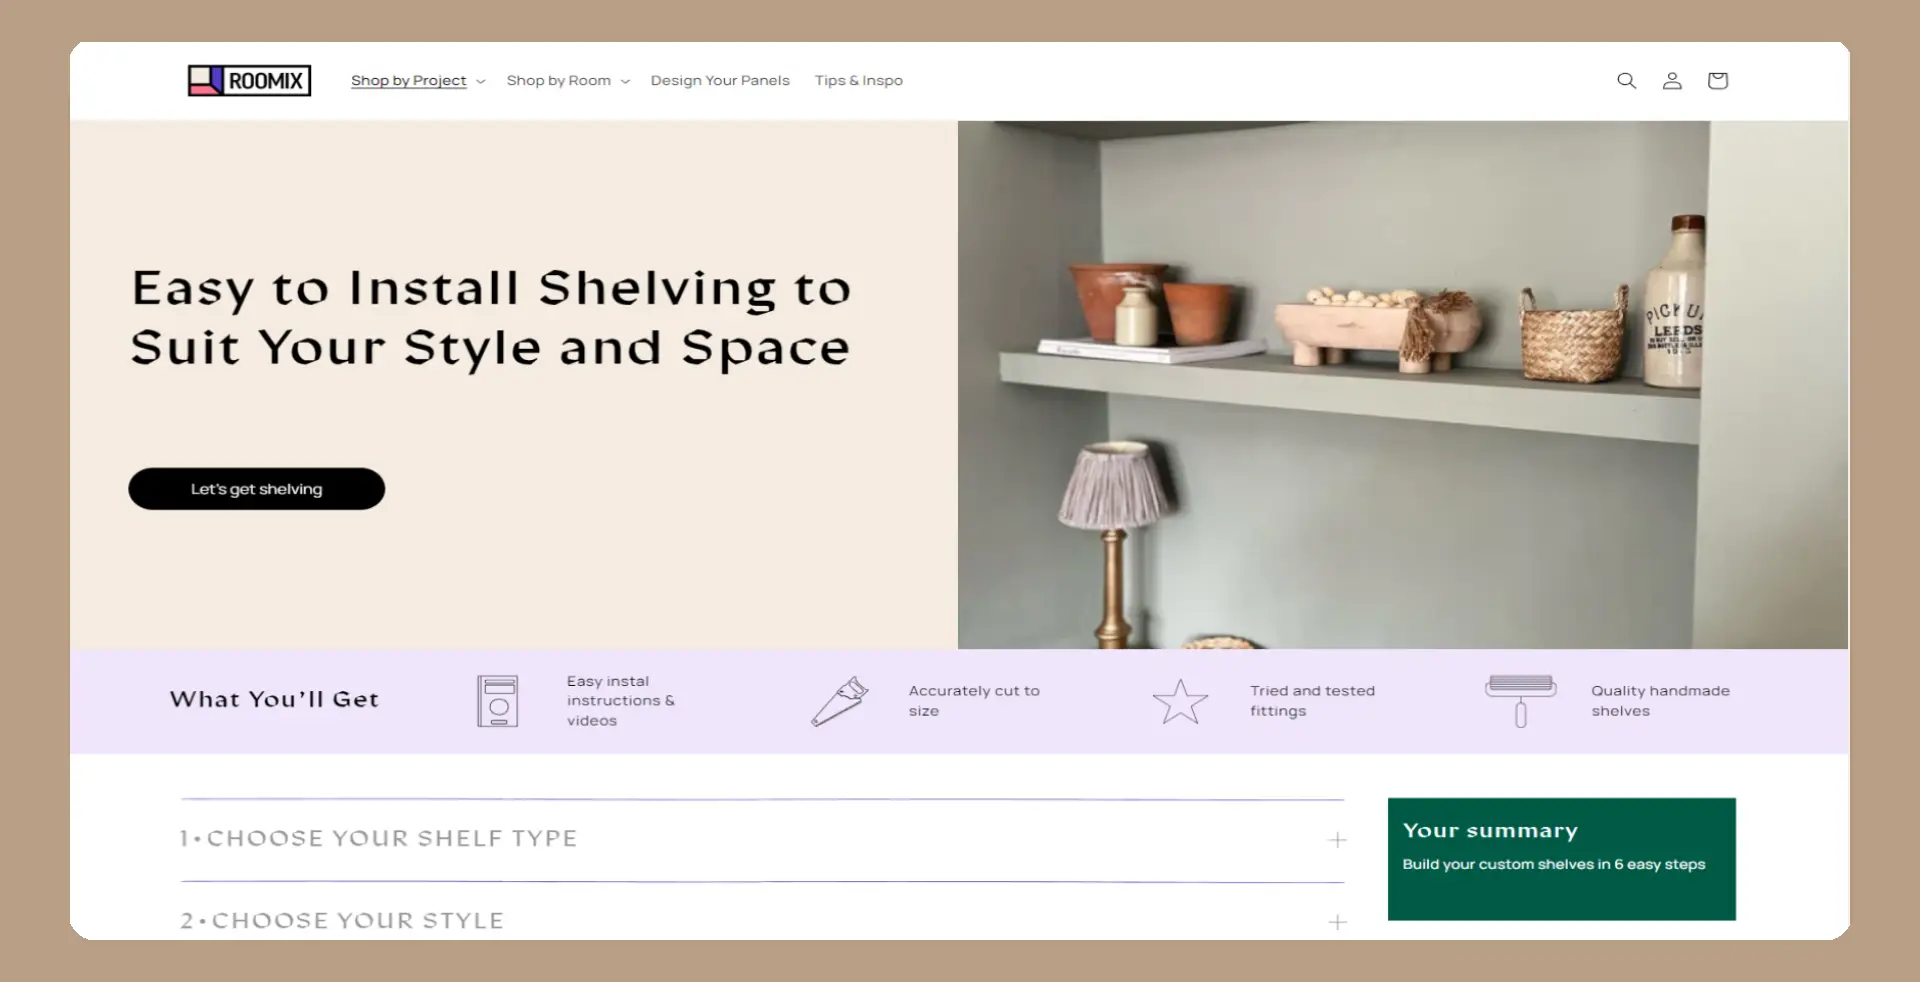 ROOMIX
Shop by Project
Shop by Room
Design Your Panels
Tips & Inspo
Easy to Install Shelving to
Suit Your Style and Space
Let's get shelving
PICKU
LEEDS
What You'll Get
Easy instal
instructions &
videos
Accurately cut to
size
Tried and tested
fittings
Quality handmade
shelves
1•CHOOSE YOUR SHELF TYPE
2•CHOOSE YOUR STYLE
Your summary
Build your custom shelves in 6 easy steps